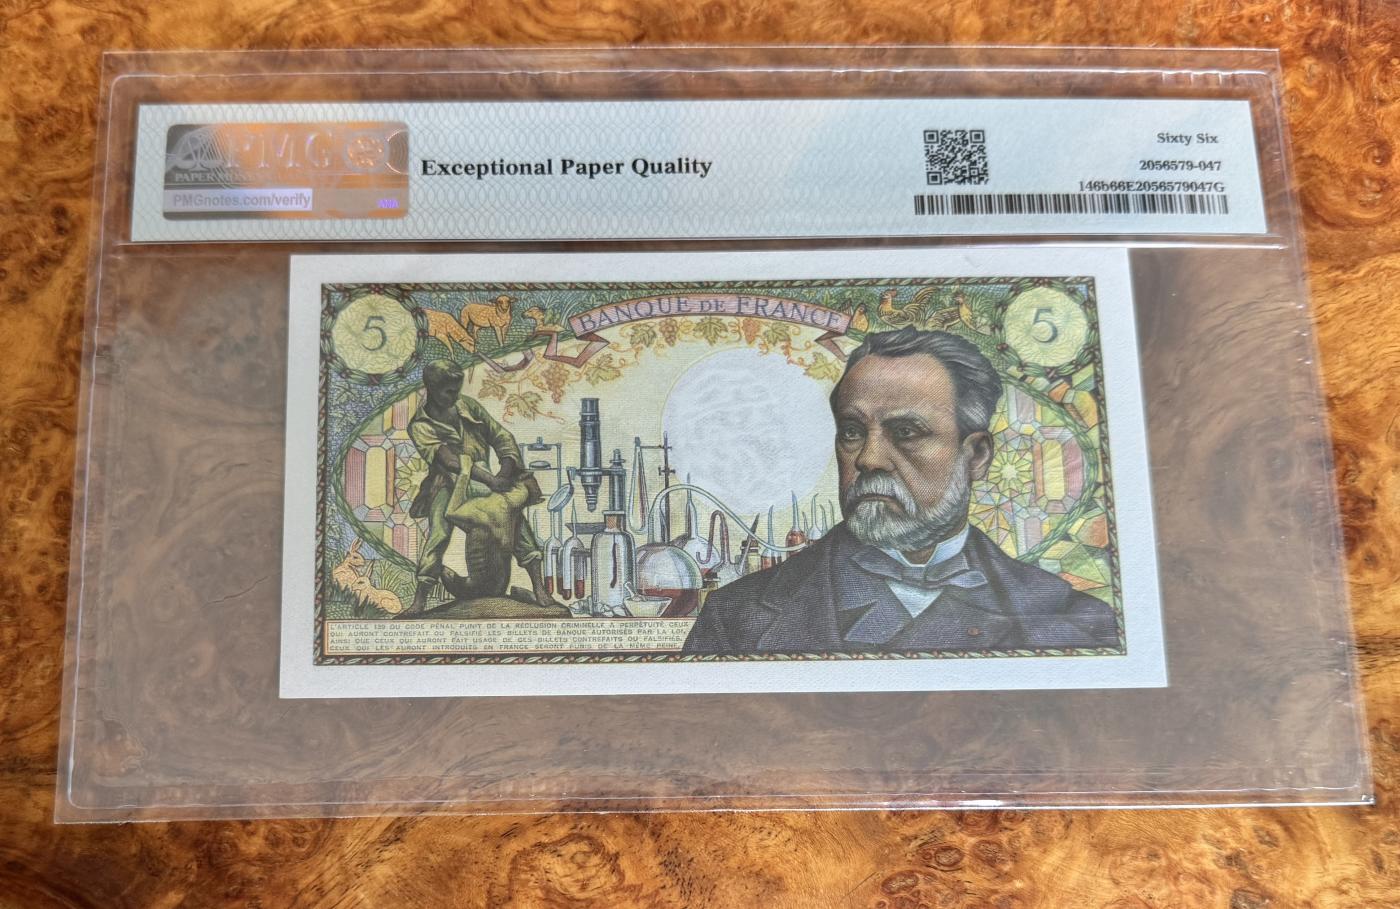 PMG
PAPER MONEY
PMGnotes.com/verify
ANA
Exceptional Paper Quality
Sixty Six
2056579-047
146b66E2056579047G
BANQUE DE FRANCE
5
5
L'ARTICLE 139 DU CODE PÉNAL PUNIT DE LA RÉCLUSION CRIMINELLE À PERPÉTUITÉ CEUX
QUI AURONT CONTREFAIT OU FALSIFIÉ LES BILLETS DE BANQUE AUTORISÉS PAR LA LOI,
AINSI QUE CEUX QUI AURONT FAIT USAGE DE CES BILLETS CONTREFAITS OU FALSIFIÉS.
CEUX QUI LES AURONT INTRODUITS EN FRANCE SERONT PUNIS DE LA MÊME PEINE.